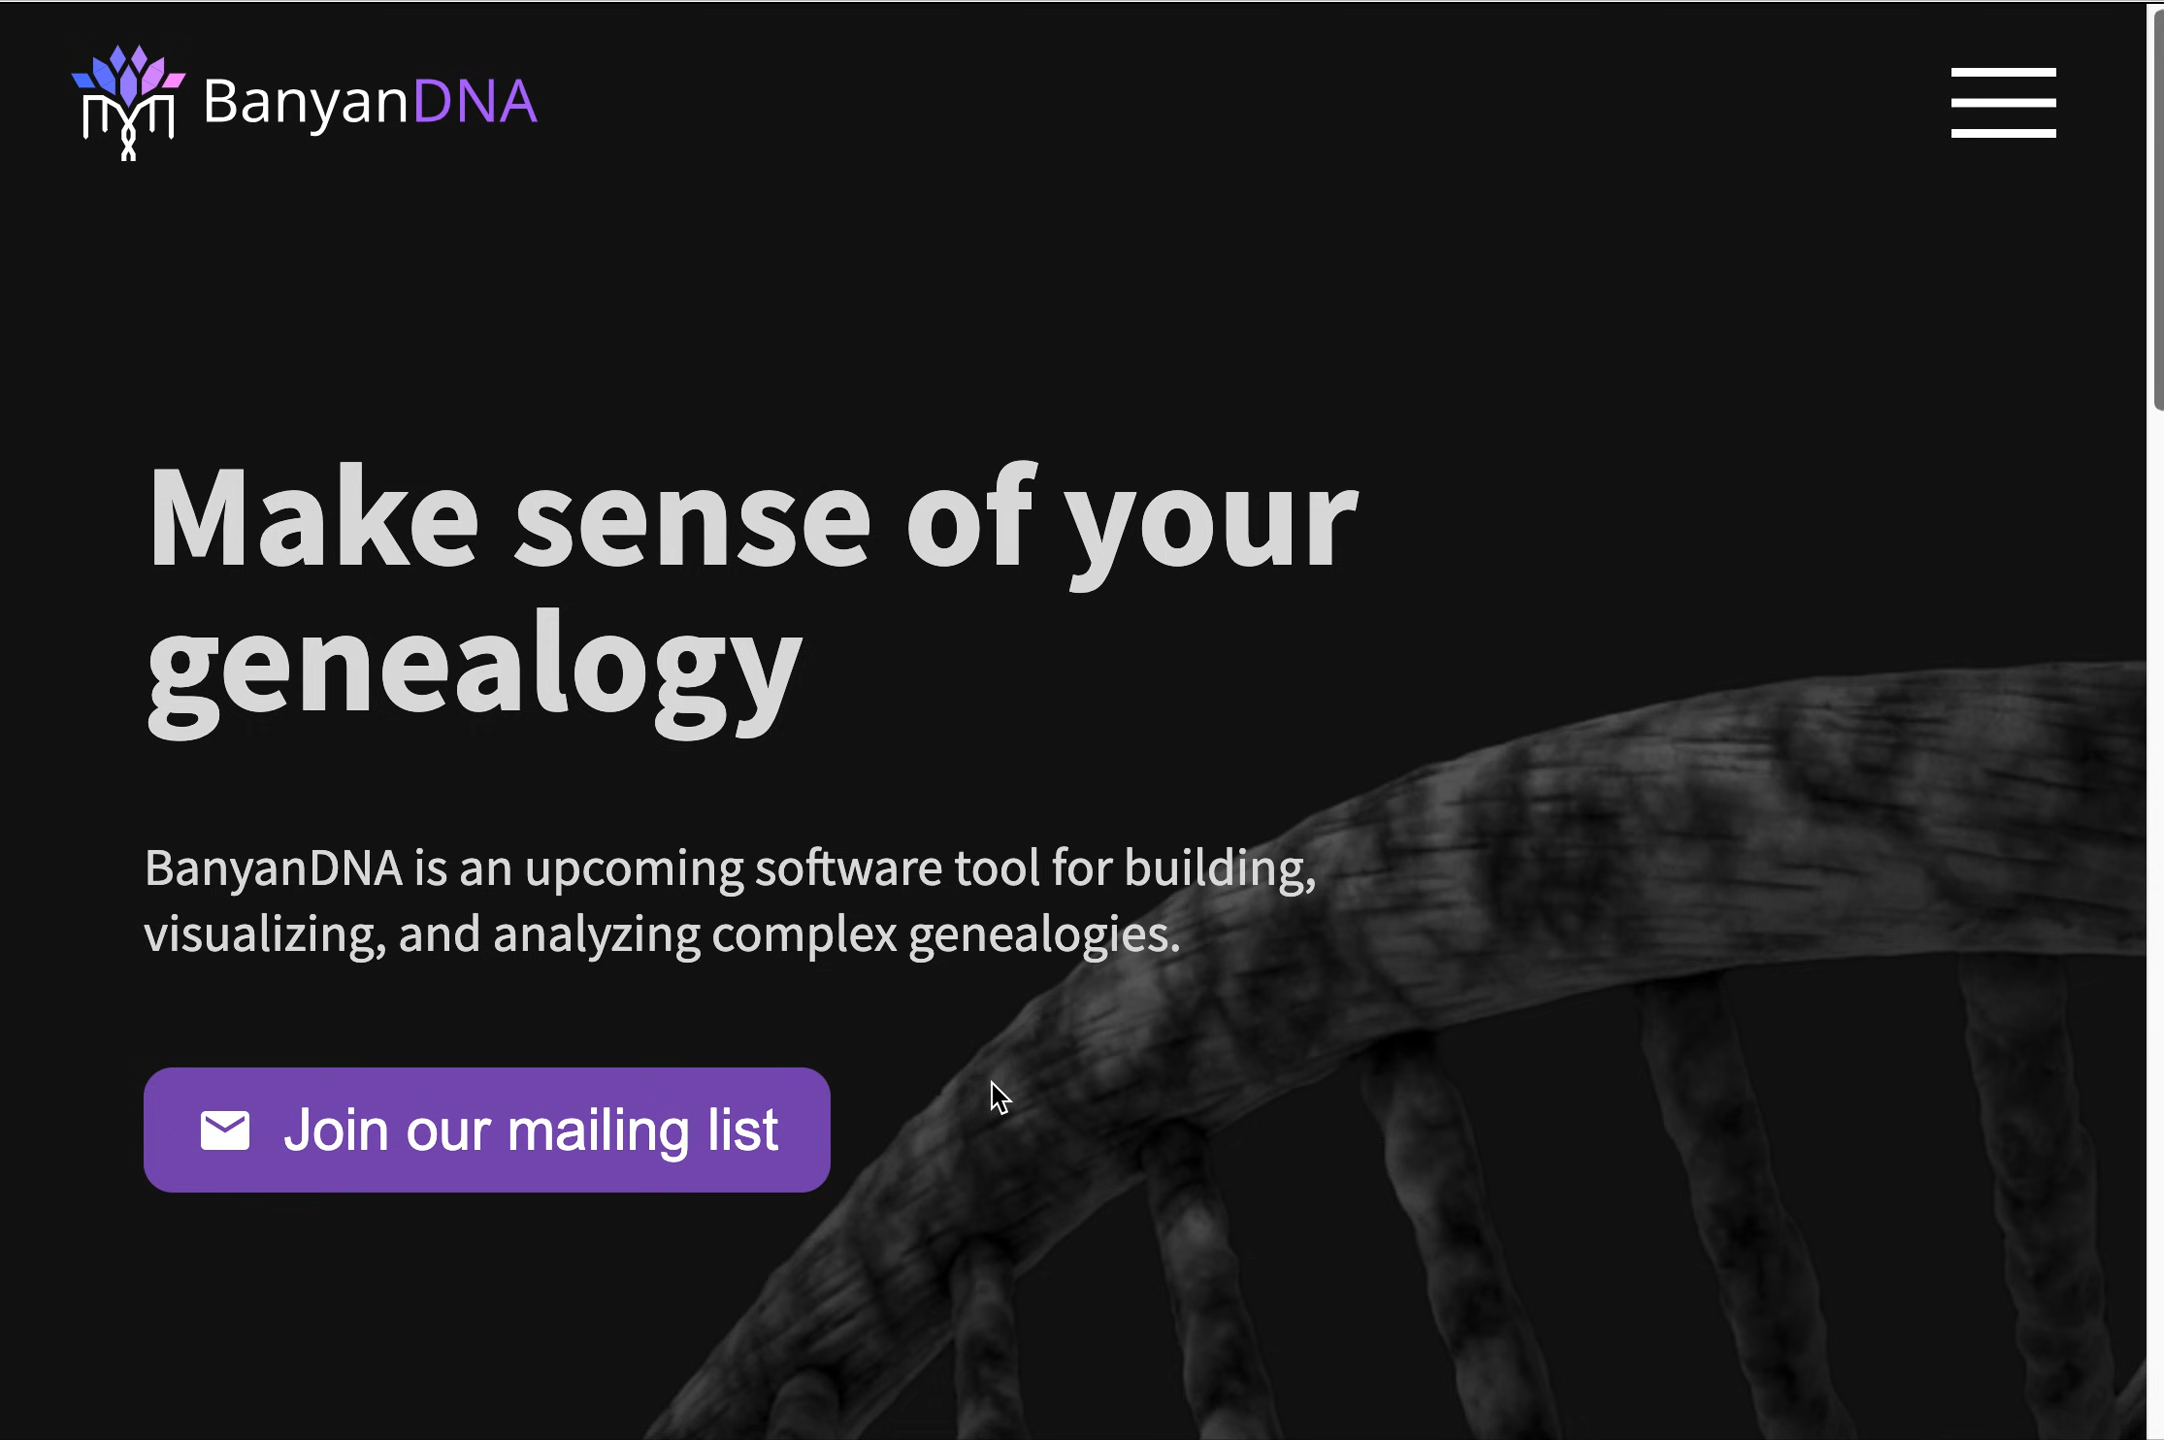 BanyanDNA
Make sense of your
genealogy
BanyanDNA is an upcoming software tool for building,
visualizing, and analyzing complex genealogies.
Join our mailing list